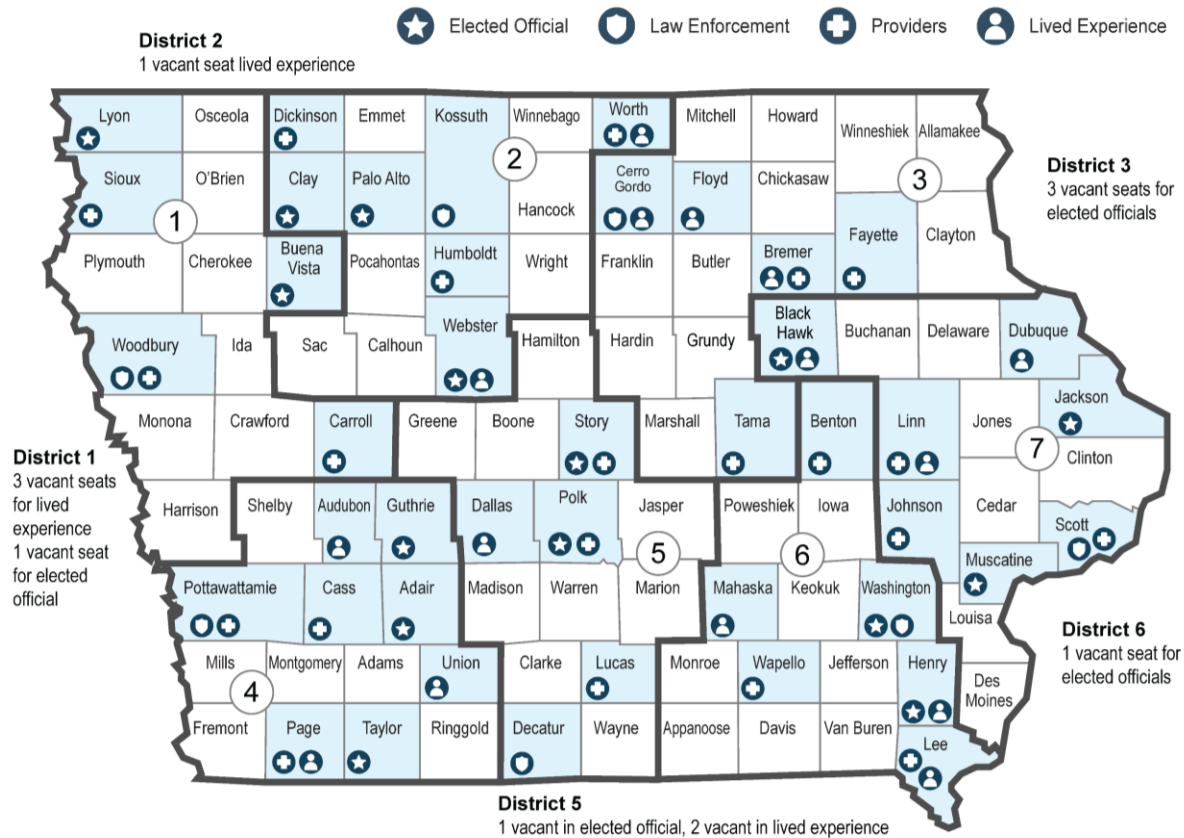 Elected Official
Law Enforcement
Providers
Lived Experience
District 2
1 vacant seat lived experience
Lyon
Osceola
Dickinson
Emmet
Kossuth
Winnebago
Worth
Mitchell
Howard
Winneshiek
Allamakee
2
3
District 3
3 vacant seats for
elected officials
Sioux
O'Brien
Clay
Palo Alto
Hancock
Cerro
Gordo
Floyd
Chickasaw
1
Fayette
Clayton
Plymouth
Cherokee
Buena
Vista
Pocahontas
Humboldt
Wright
Franklin
Butler
Bremer
Woodbury
Ida
Sac
Calhoun
Webster
Hamilton
Hardin
Grundy
Black
Hawk
Buchanan
Delaware
Dubuque
Monona
Crawford
Carroll
Greene
Boone
Story
Marshall
Tama
Benton
Linn
Jones
Jackson
7
Clinton
District 1
3 vacant seats
for lived
experience
1 vacant seat
for elected
official
Harrison
Shelby
Audubon
Guthrie
Dallas
Polk
Jasper
Poweshiek
Iowa
Johnson
Cedar
Scott
5
6
Muscatine
Pottawattamie
Cass
Adair
Madison
Warren
Marion
Mahaska
Keokuk
Washington
Louisa
District 6
1 vacant seat for
elected officials
Mills
Montgomery
Adams
Union
Clarke
Lucas
Monroe
Wapello
Jefferson
Henry
Des
Moines
4
Fremont
Page
Taylor
Ringgold
Decatur
Wayne
Appanoose
Davis
Van Buren
Lee
District 5
1 vacant in elected official, 2 vacant in lived experience